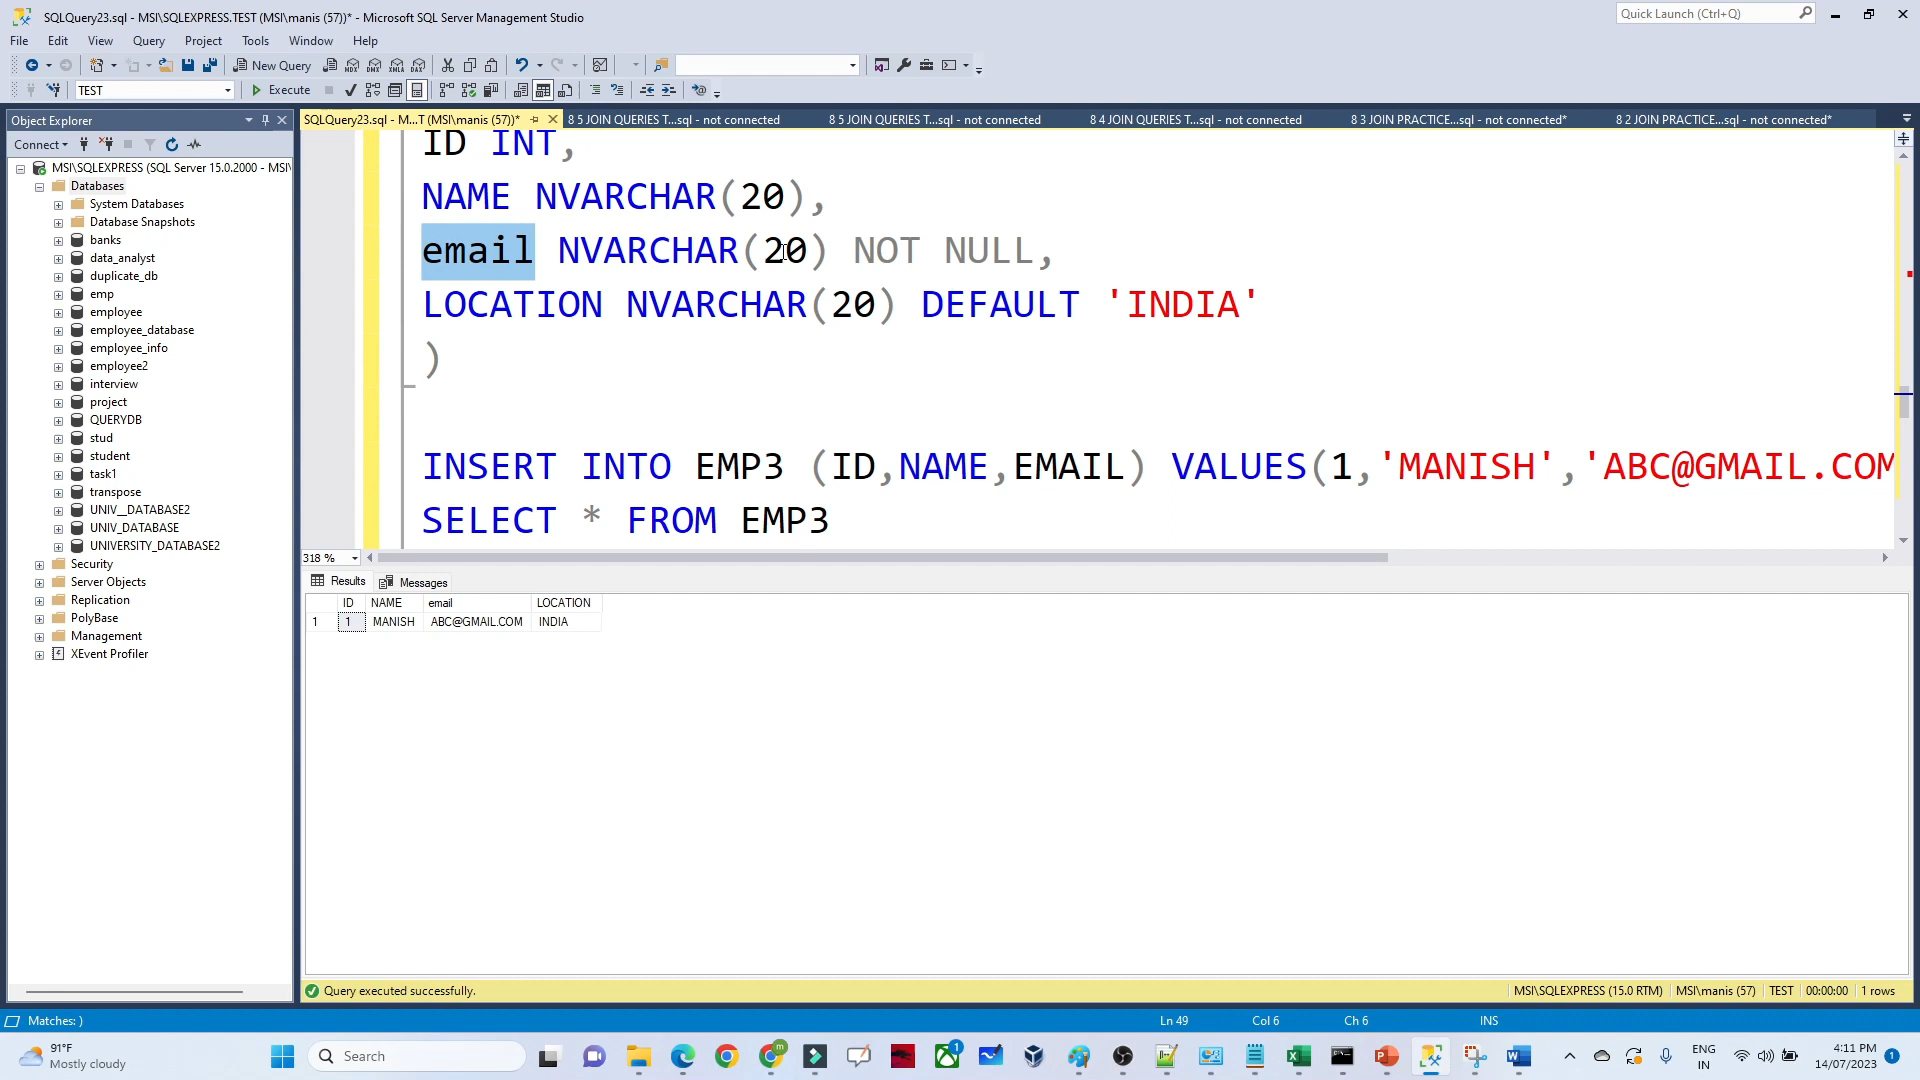 SQLQuery23.sql - MSI\SQLEXPRESS.TEST (MSI\manis (57))* - Microsoft SQL Server Management Studio
Quick Launch (Ctrl+Q)
File Edit View Query Project Tools Window Help
New Query
TEST Execute
Object Explorer
SQLQuery23.sql - M...T (MSI\manis (57))* 8 5 JOIN QUERIES T...sql - not connected 8 5 JOIN QUERIES T...sql - not connected 8 4 JOIN QUERIES T...sql - not connected 8 3 JOIN PRACTICE...sql - not connected* 8 2 JOIN PRACTICE...sql - not connected*
Connect
MSI\SQLEXPRESS (SQL Server 15.0.2000 - MSI\
Databases
System Databases
Database Snapshots
banks
data_analyst
duplicate_db
emp
employee
employee_database
employee_info
employee2
interview
project
QUERYDB
stud
student
task1
transpose
UNIV__DATABASE2
UNIV_DATABASE
UNIVERSITY_DATABASE2
Security
Server Objects
Replication
PolyBase
Management
XEvent Profiler
ID INT,
NAME NVARCHAR(20),
email NVARCHAR(20) NOT NULL,
LOCATION NVARCHAR(20) DEFAULT 'INDIA'
)
INSERT INTO EMP3 (ID,NAME,EMAIL) VALUES(1,'MANISH','ABC@GMAIL.COM
SELECT * FROM EMP3
318 %
Results Messages
ID NAME email LOCATION
1 1 MANISH ABC@GMAIL.COM INDIA
Query executed successfully. MSI\SQLEXPRESS (15.0 RTM) MSI\manis (57) TEST 00:00:00 1 rows
Matches: ) Ln 49 Col 6 Ch 6 INS
91°F
Mostly cloudy
Search
ENG
IN
4:11 PM
14/07/2023